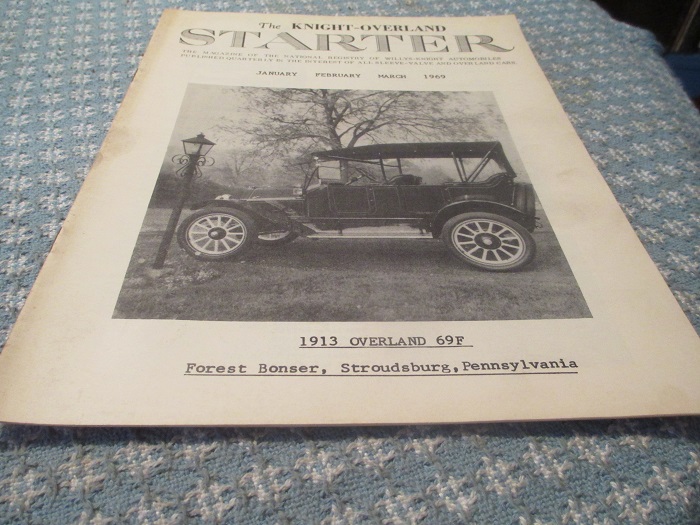 The KNIGHT-OVERLAND
STARTER
THE MAGAZINE OF THE NATIONAL REGISTRY OF WILLYS-KNIGHT AUTOMOBILES
PUBLISHED QUARTERLY IN THE INTEREST OF ALL SLEEVE-VALVE AND OVERLAND CARS
JANUARY FEBRUARY MARCH 1969
1913 OVERLAND 69F
Forest Bonser, Stroudsburg, Pennsylvania